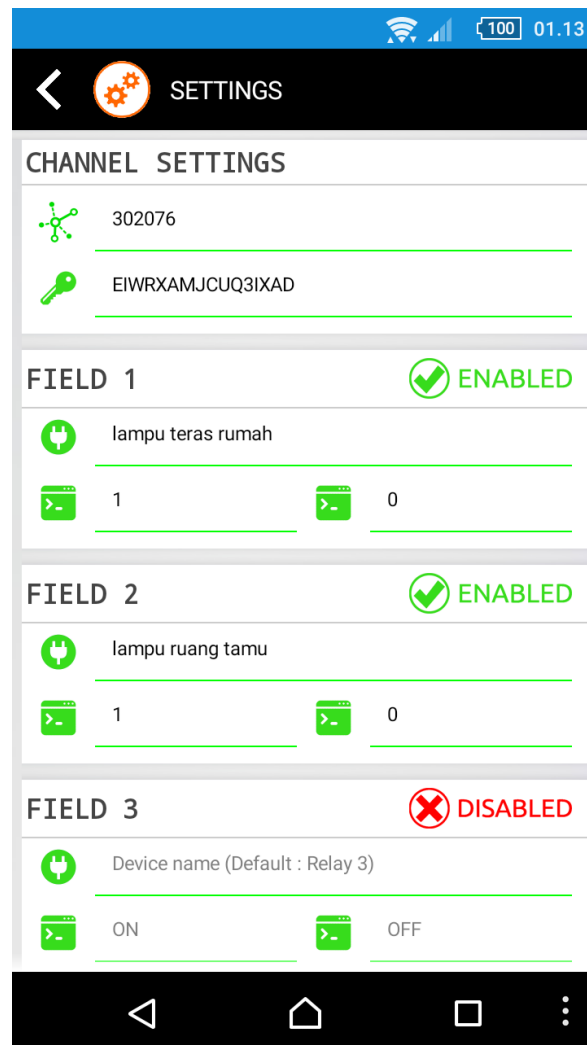 100 01.13
SETTINGS
CHANNEL SETTINGS
302076
EIWRXAMJCUQ3IXAD
FIELD 1 ENABLED
lampu teras rumah
1 0
FIELD 2 ENABLED
lampu ruang tamu
1 0
FIELD 3 DISABLED
Device name (Default : Relay 3)
ON OFF